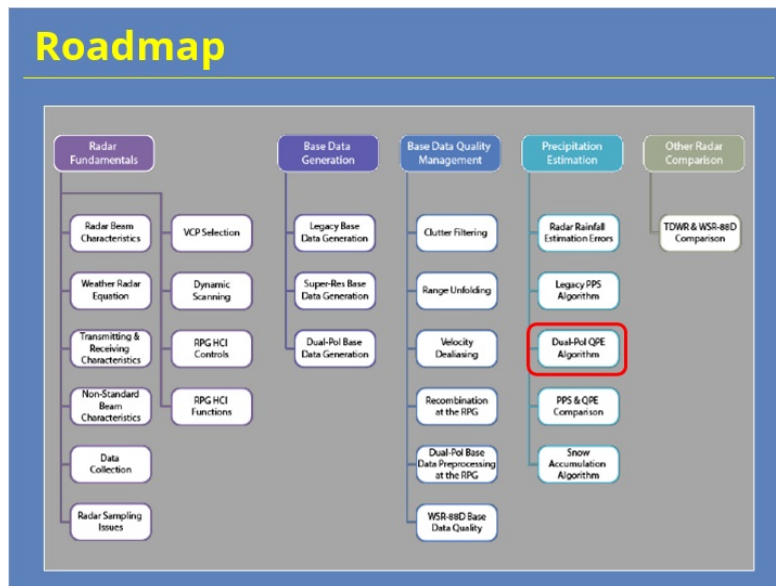 Roadmap
Radar
Fundamentals
Radar Beam
Characteristics
Weather Radar
Equation
Transmitting &
Receiving
Characteristics
Non-Standard
Beam
Characteristics
Data
Collection
Radar Sampling
Issues
VCP Selection
Dynamic
Scanning
RPG HCI
Controls
RPG HCI
Functions
Base Data
Generation
Legacy Base
Data Generation
Super-Res Base
Data Generation
Dual-Pol Base
Data Generation
Base Data Quality
Management
Clutter Filtering
Range Unfolding
Velocity
Dealiasing
Recombination
at the RPG
Dual-Pol Base
Data Preprocessing
at the RPG
WSR-88D Base
Data Quality
Precipitation
Estimation
Radar Rainfall
Estimation Errors
Legacy PPS
Algorithm
Dual-Pol QPE
Algorithm
PPS & QPE
Comparison
Snow
Accumulation
Algorithm
Other Radar
Comparison
TDWR & WSR-88D
Comparison